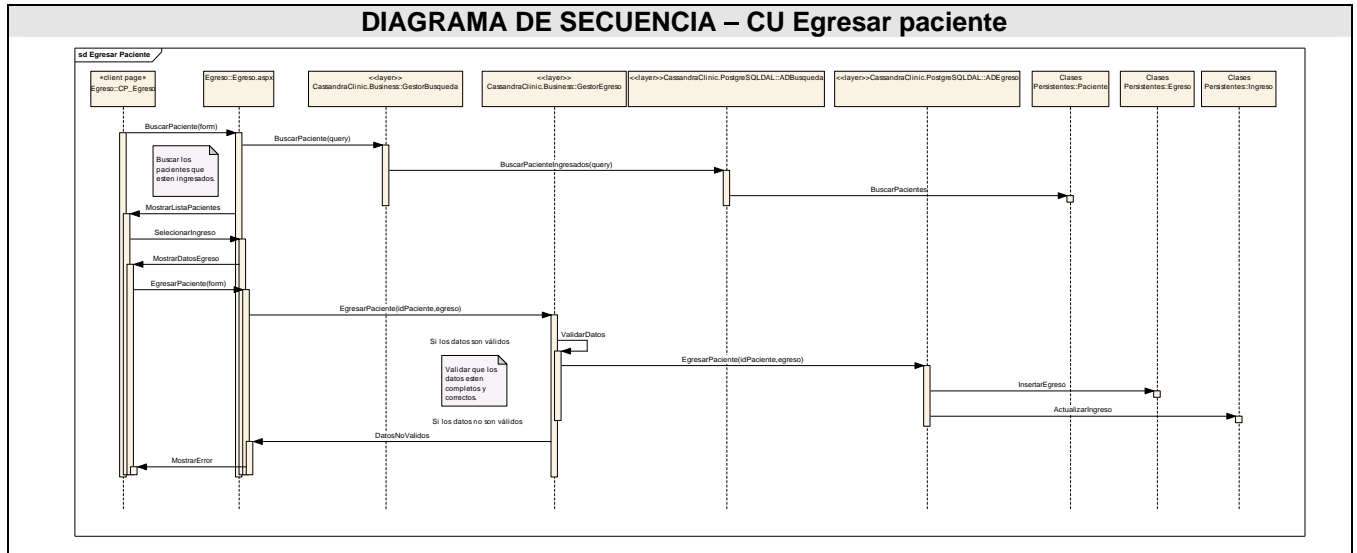 DIAGRAMA DE SECUENCIA – CU Egresar paciente
sd Egresar Paciente
«client page»
Egreso::CP_Egreso
Egreso::Egreso.aspx
<<layer>>
CassandraClinic.Business::GestorBusqueda
<<layer>>
CassandraClinic.Business::GestorEgreso
<<layer>>CassandraClinic.PostgreSQLDAL::ADBusqueda
<<layer>>CassandraClinic.PostgreSQLDAL::ADEgreso
Clases
Persistentes::Paciente
Clases
Persistentes::Egreso
Clases
Persistentes::Ingreso
BuscarPaciente(form)
BuscarPaciente(query)
Buscar los
pacientes que
esten ingresados.
BuscarPacienteIngresados(query)
BuscarPacientes
MostrarListaPacientes
SelecionarIngreso
MostrarDatosEgreso
EgresarPaciente(form)
EgresarPaciente(idPaciente,egreso)
ValidarDatos
Si los datos son válidos
EgresarPaciente(idPaciente,egreso)
Validar que los
datos esten
completos y
correctos.
InsertarEgreso
ActualizarIngreso
Si los datos no son válidos
DatosNoValidos
MostrarError